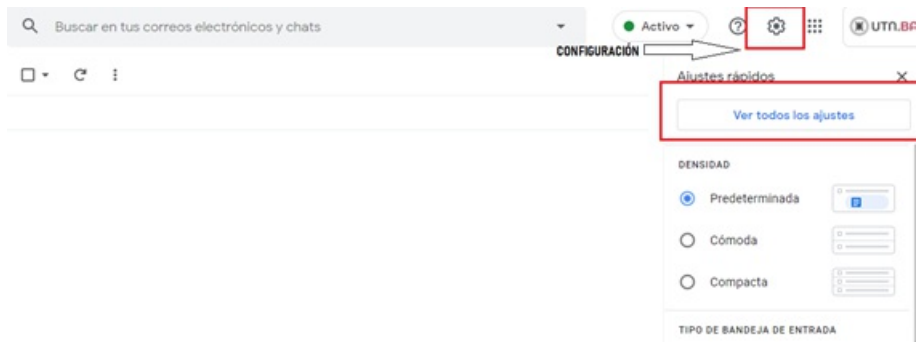 Buscar en tus correos electrónicos y chats
Activo
UTN.BA
CONFIGURACIÓN
Ajustes rápidos
Ver todos los ajustes
DENSIDAD
Predeterminada
Cómoda
Compacta
TIPO DE BANDEJA DE ENTRADA